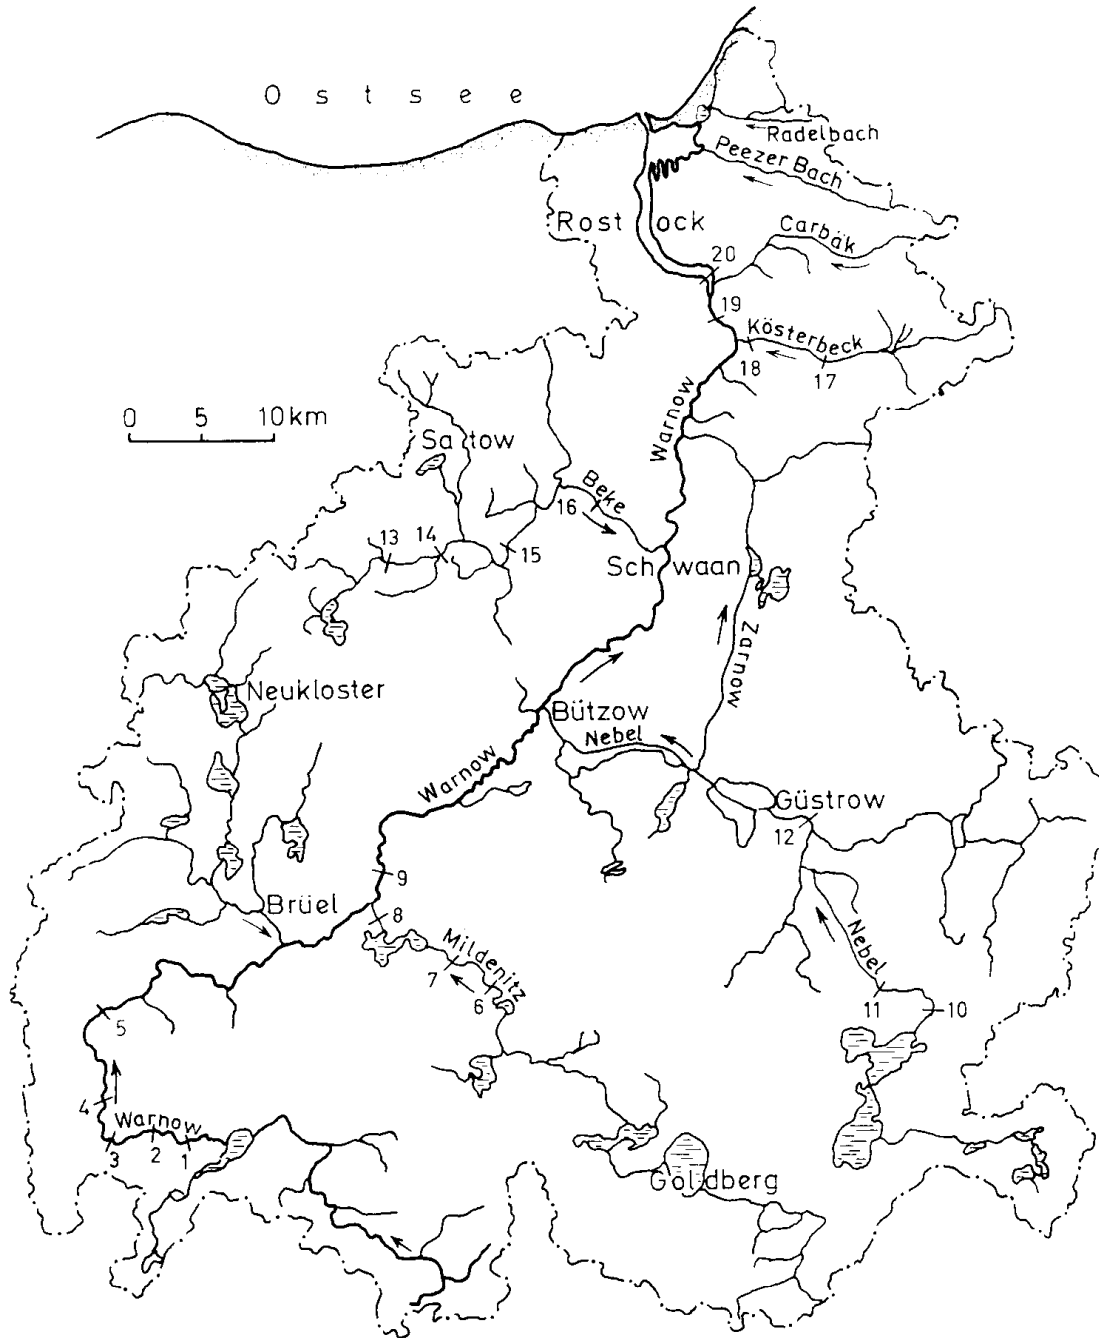 Ostsee
Radelbach
Peezer Bach
Rostock
Carbäk
20
19
Kösterbeck
18
17
0 5 10 km
Warnow
Satow
Beke
16
13
14
15
Schwaan
Zarnow
Neukloster
Bützow
Nebel
Warnow
Güstrow
12
9
Brüel
8
Mildenitz
7
6
Nebel
11
10
5
4
Warnow
3
2
1
Goldberg